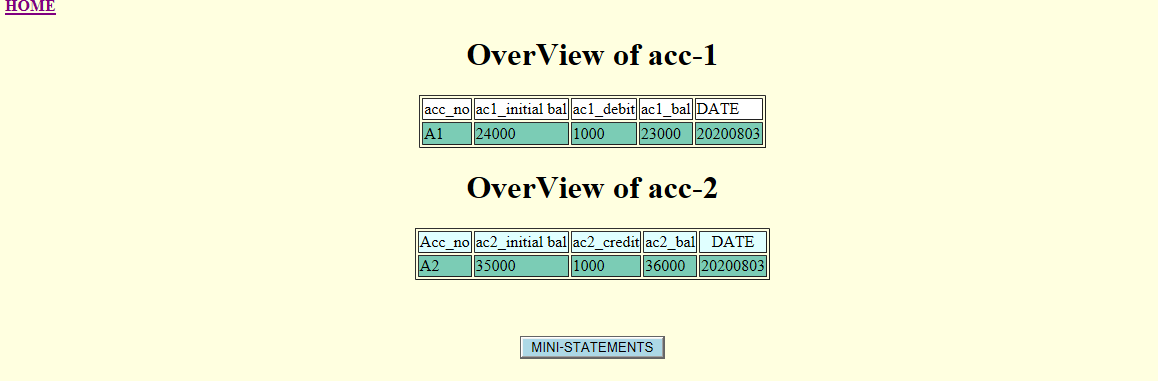 HOME
OverView of acc-1
acc_no ac1_initial bal ac1_debit ac1_bal DATE
A1 24000 1000 23000 20200803
OverView of acc-2
Acc_no ac2_initial bal ac2_credit ac2_bal DATE
A2 35000 1000 36000 20200803
MINI-STATEMENTS